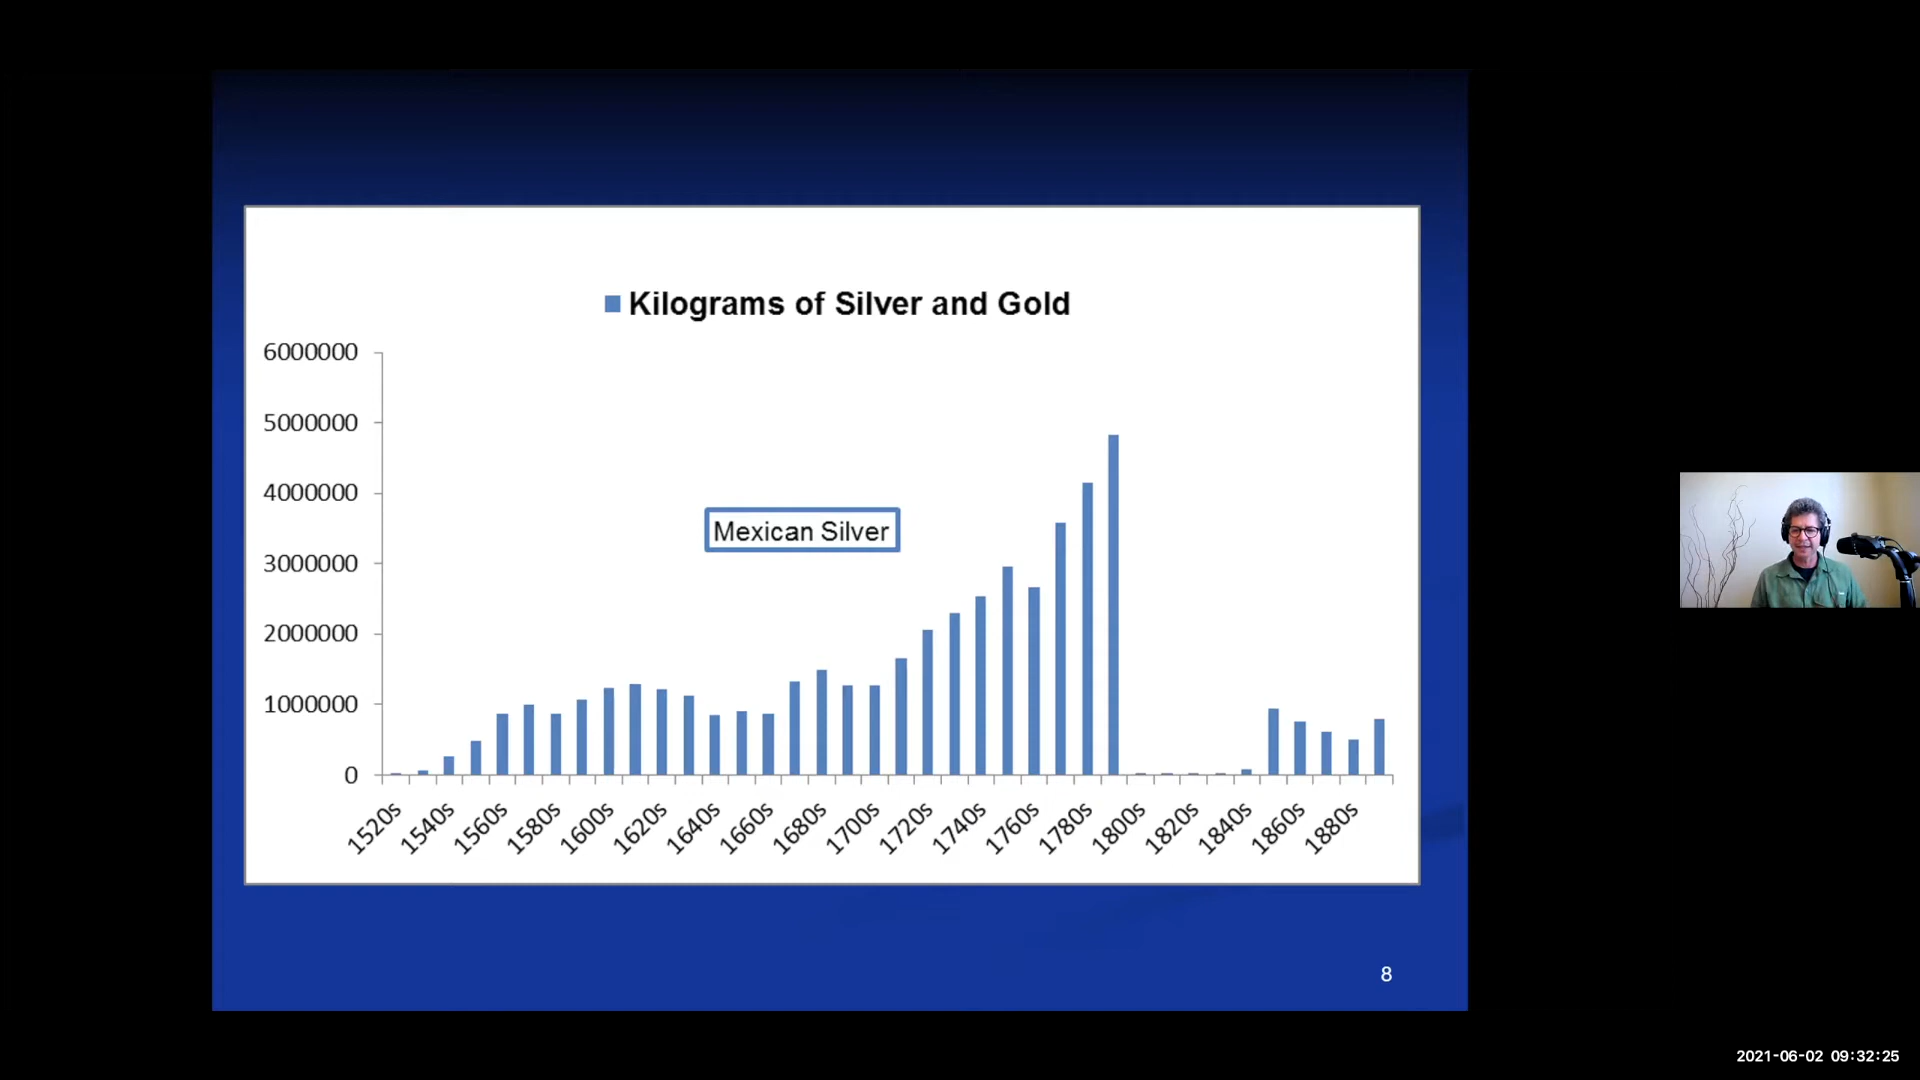 Kilograms of Silver and Gold
6000000
5000000
4000000
3000000
2000000
1000000
0
Mexican Silver
1520s
1540s
1560s
1580s
1600s
1620s
1640s
1660s
1680s
1700s
1720s
1740s
1760s
1780s
1800s
1820s
1840s
1860s
1880s
8
2021-06-02 09:32:25